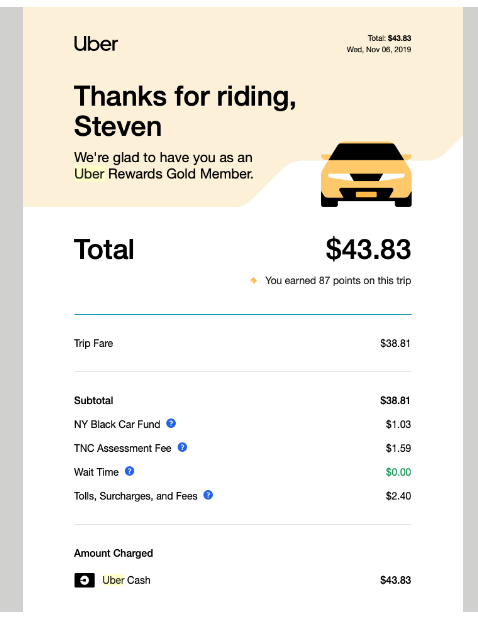 Uber
Total: $43.83
Wed, Nov 06, 2019
Thanks for riding,
Steven
We're glad to have you as an
Uber Rewards Gold Member.
Total $43.83
You earned 87 points on this trip
Trip Fare $38.81
Subtotal $38.81
NY Black Car Fund ? $1.03
TNC Assessment Fee ? $1.59
Wait Time ? $0.00
Tolls, Surcharges, and Fees ? $2.40
Amount Charged
Uber Cash $43.83